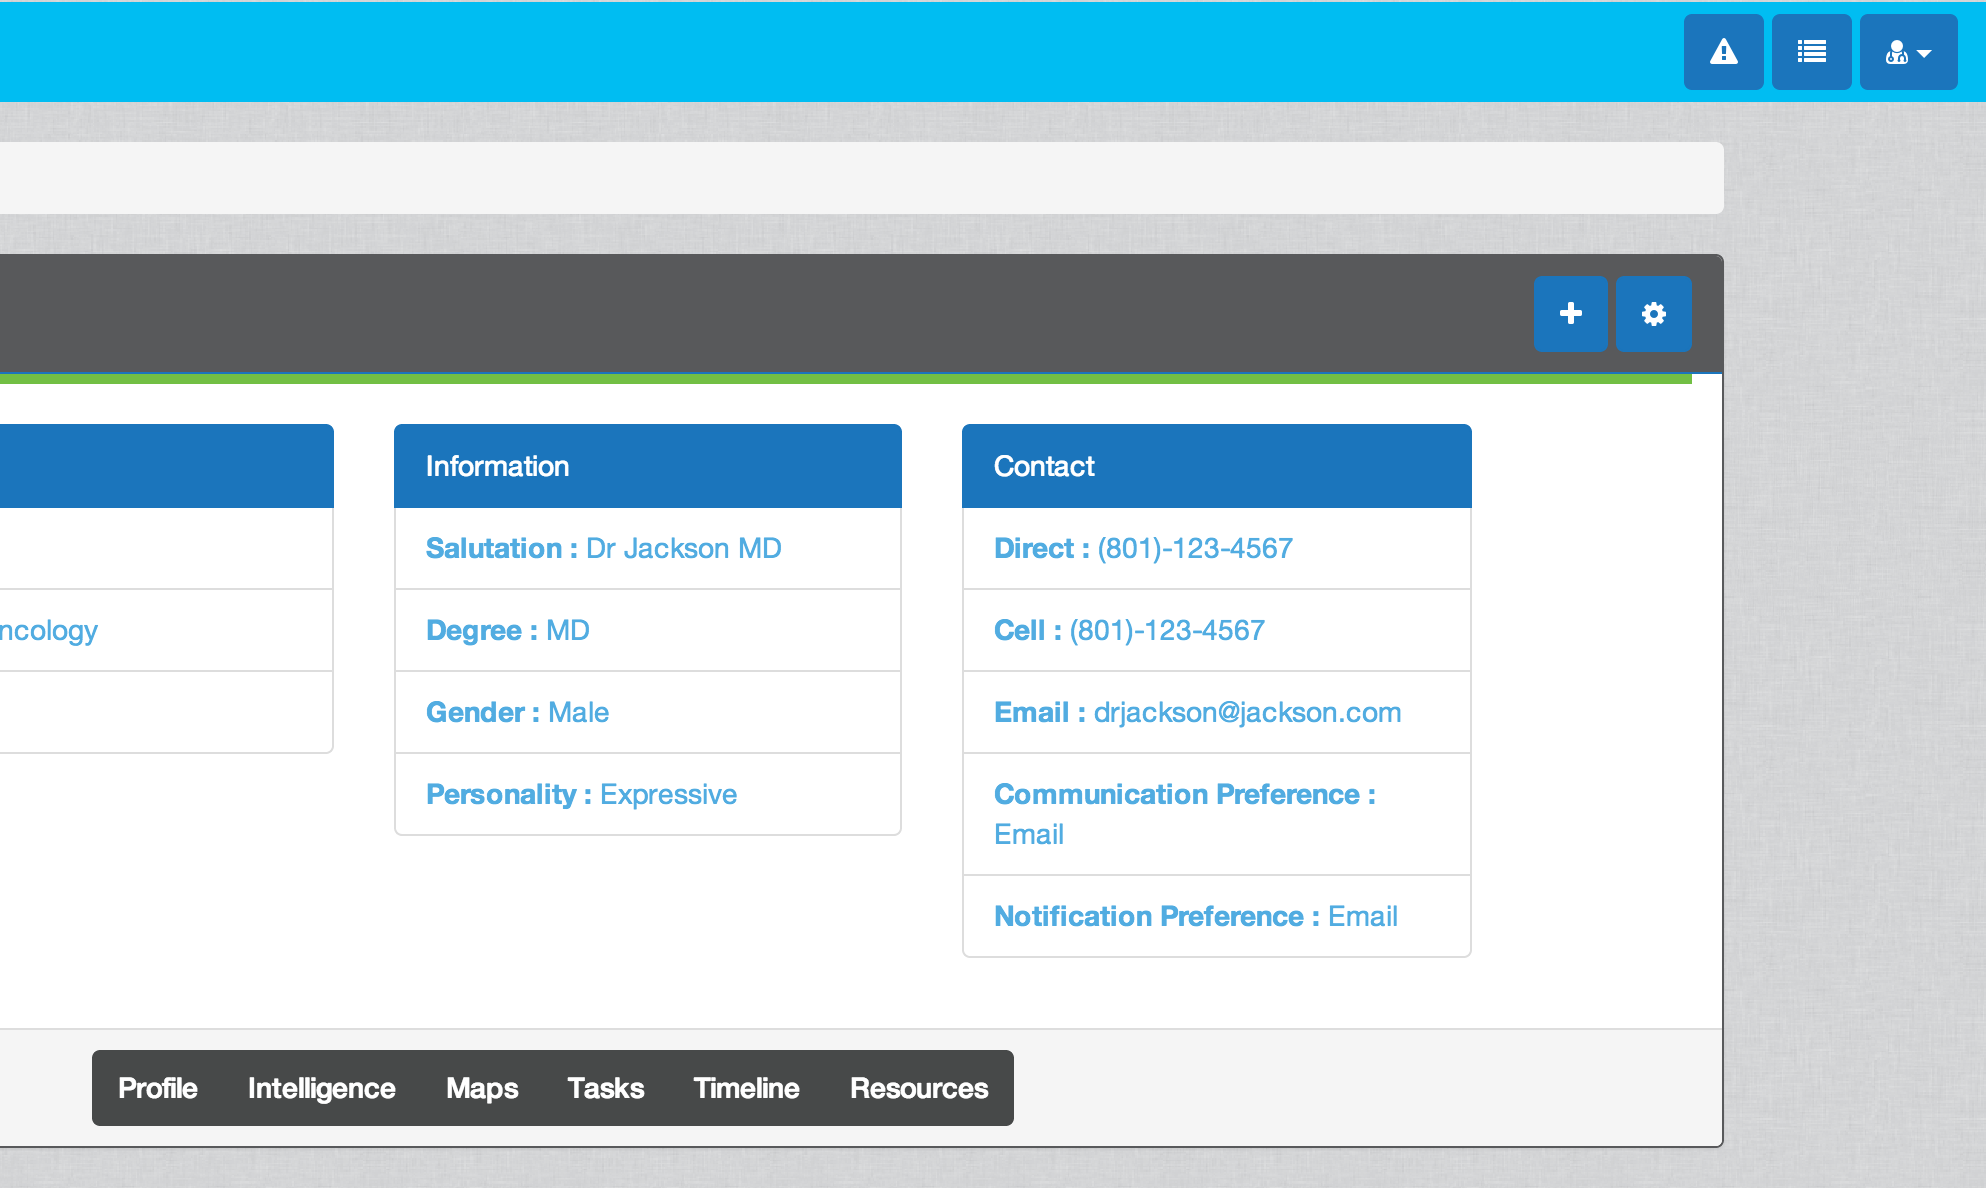 Information
Contact
Salutation : Dr Jackson MD
Direct : (801)-123-4567
ncology
Degree : MD
Cell : (801)-123-4567
Gender : Male
Email : drjackson@jackson.com
Personality : Expressive
Communication Preference :
Email
Notification Preference : Email
Profile Intelligence Maps Tasks Timeline Resources